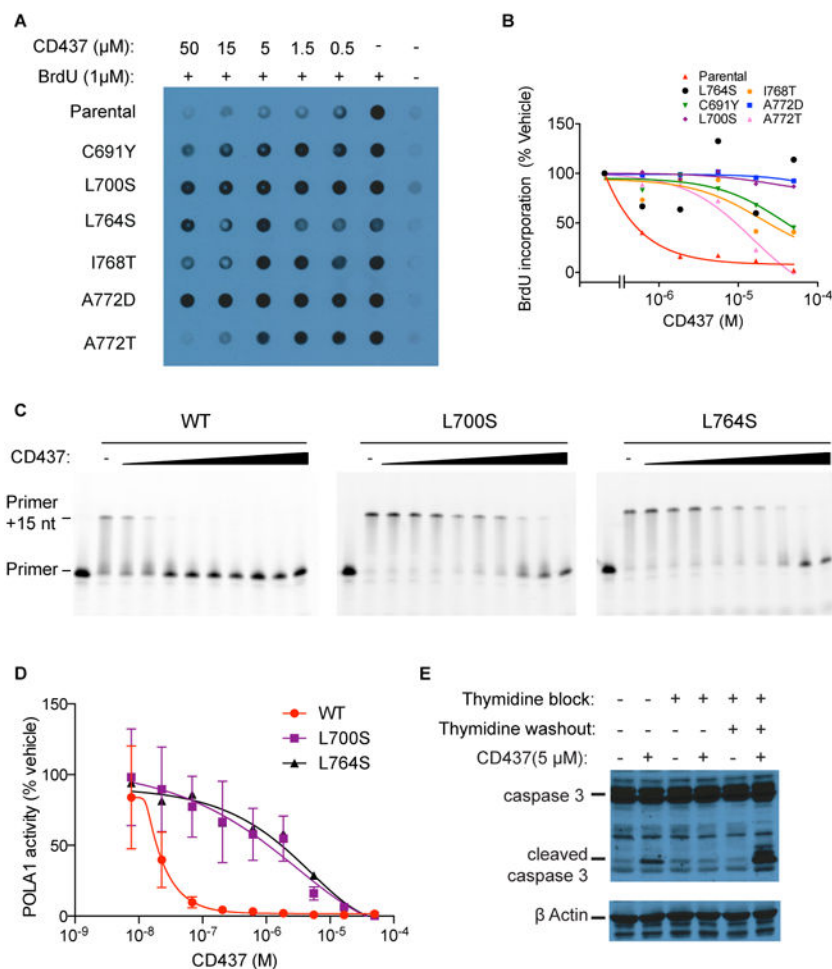 A
CD437 (µM): 50 15 5 1.5 0.5 -
BrdU (1µM): + + + + + + -
Parental
C691Y
L700S
L764S
I768T
A772D
A772T
B
Parental
L764S
C691Y
L700S
I768T
A772D
A772T
BrdU incorporation (% Vehicle)
150
100
50
0
10-6 10-5 10-4
CD437 (M)
C
WT L700S L764S
CD437: - - -
Primer
+15 nt
Primer
D
POLA1 activity (% vehicle)
150
100
50
0
WT
L700S
L764S
10-9 10-8 10-7 10-6 10-5 10-4
CD437 (M)
E
Thymidine block: - - + + + +
Thymidine washout: - - - - + +
CD437(5 µM): - + - + - +
caspase 3
cleaved
caspase 3
β Actin